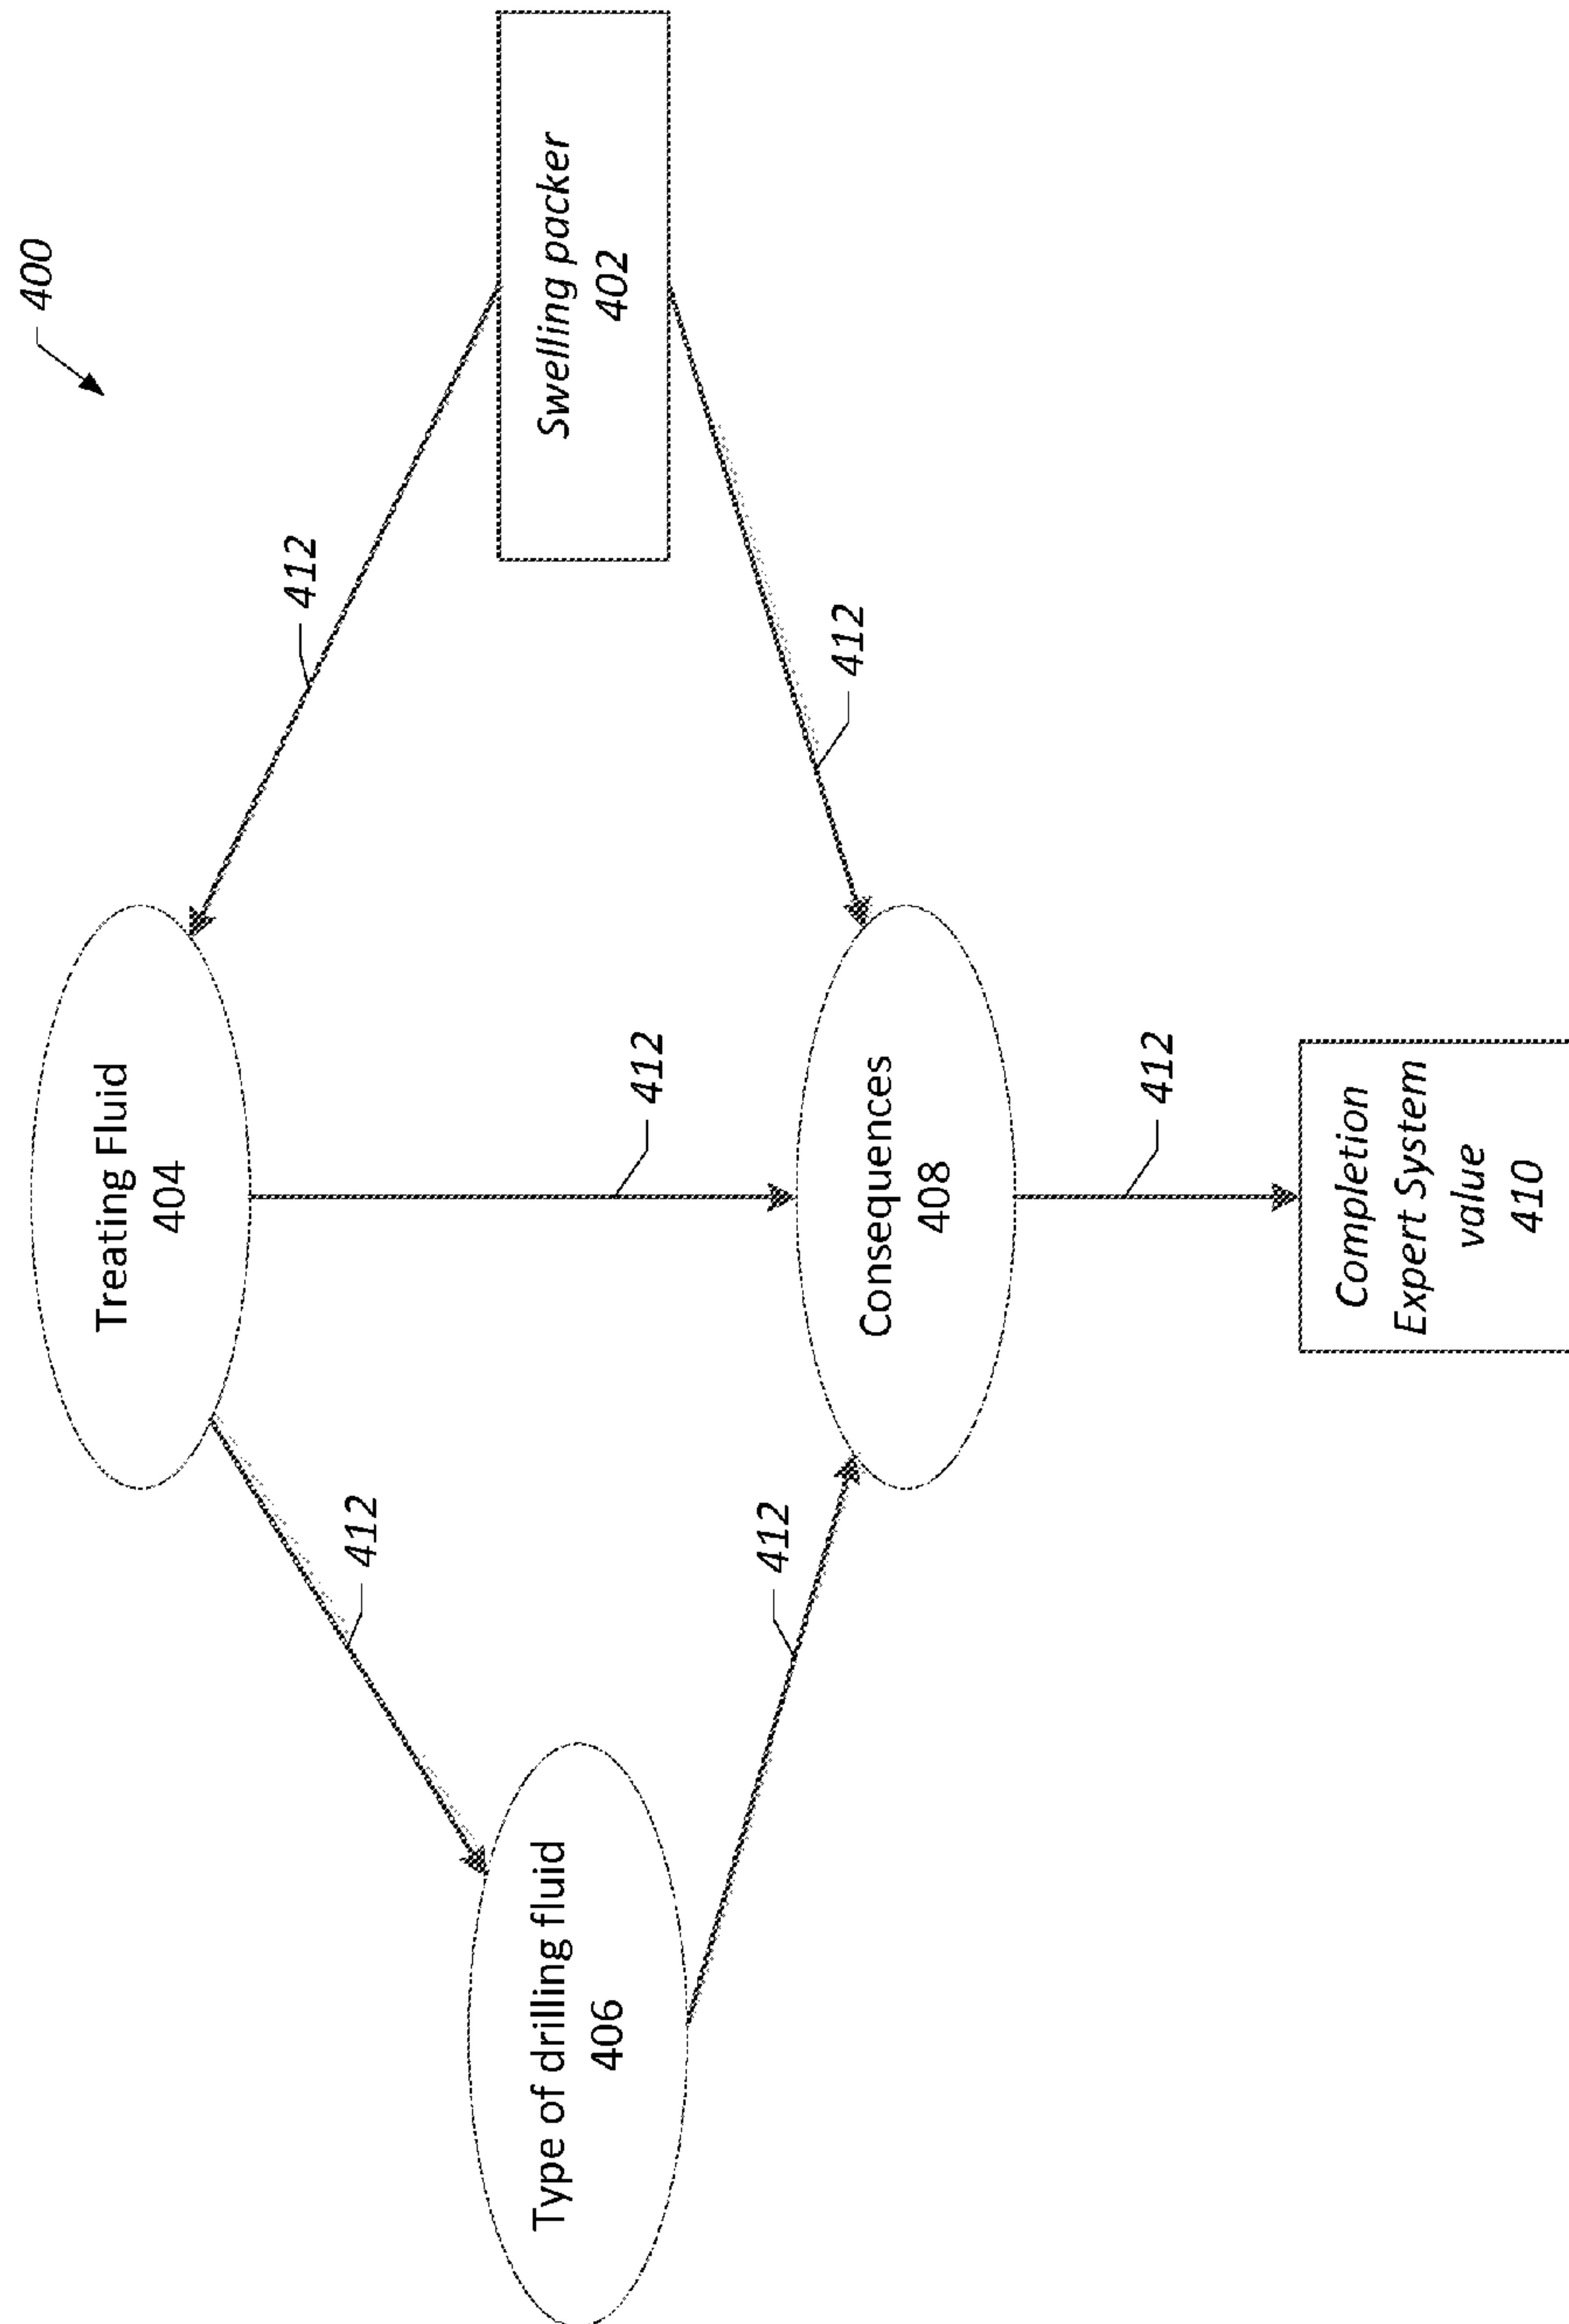 400
Treating Fluid
404
412
412
Type of drilling fluid
406
Swelling packer
402
412
412
412
Consequences
408
412
Completion
Expert System
value
410